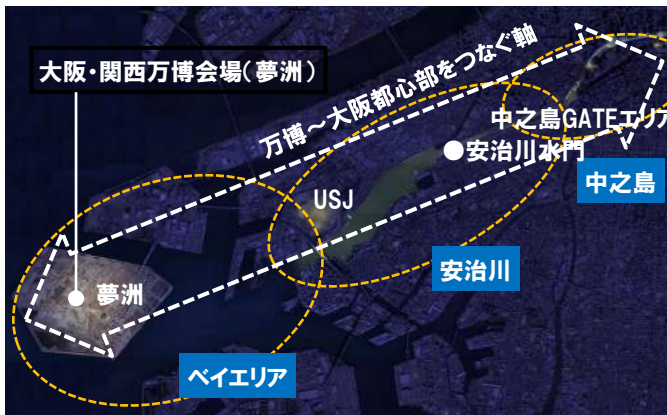 大阪・関西万博会場(夢洲)
万博～大阪都心部をつなぐ軸
中之島GATEエリア
安治川水門
中之島
USJ
安治川
夢洲
ベイエリア